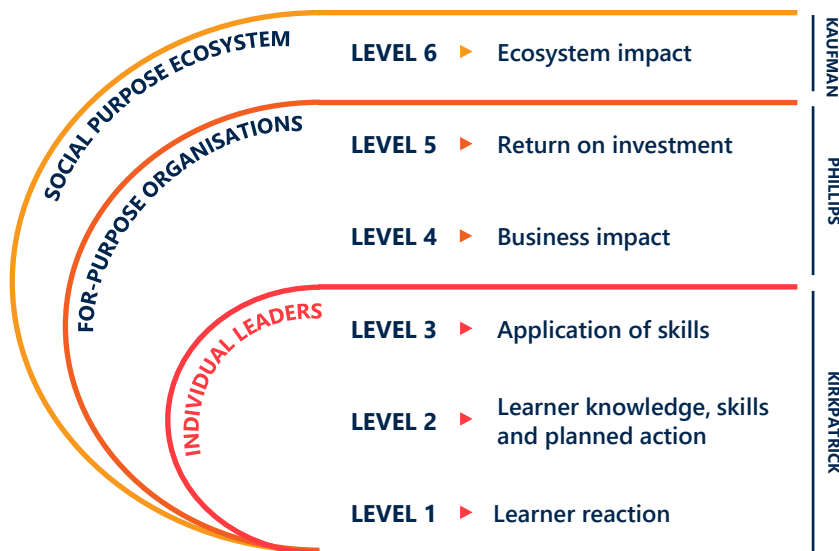 SOCIAL PURPOSE ECOSYSTEM
LEVEL 6 ► Ecosystem impact
KAUFMAN
FOR-PURPOSE ORGANISATIONS
LEVEL 5 ► Return on investment
LEVEL 4 ► Business impact
PHILLIPS
INDIVIDUAL LEADERS
LEVEL 3 ► Application of skills
LEVEL 2 ► Learner knowledge, skills
and planned action
LEVEL 1 ► Learner reaction
KIRKPATRICK